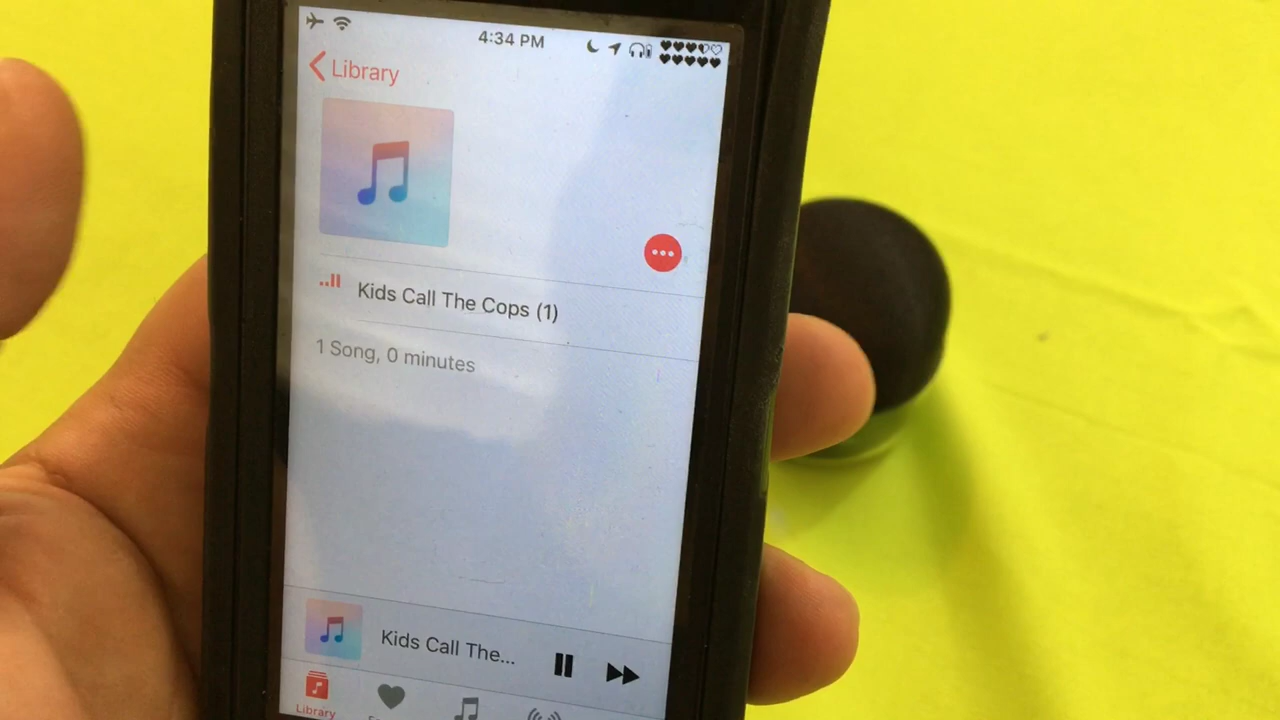 4:34 PM
Library
Kids Call The Cops (1)
1 Song, 0 minutes
Kids Call The...
Library